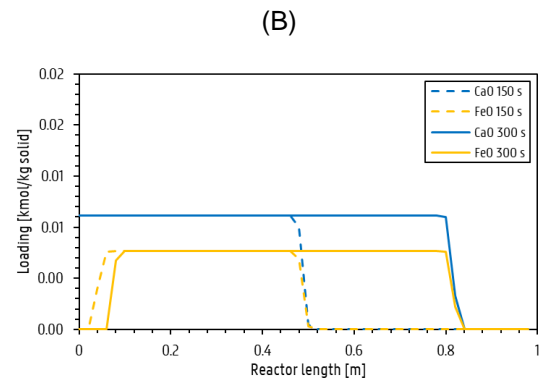 (B)
0.02
0.02
0.01
0.01
0.00
0.00
Loading [kmol/kg solid]
CaO 150 s
FeO 150 s
CaO 300 s
FeO 300 s
0 0.2 0.4 0.6 0.8 1
Reactor length [m]